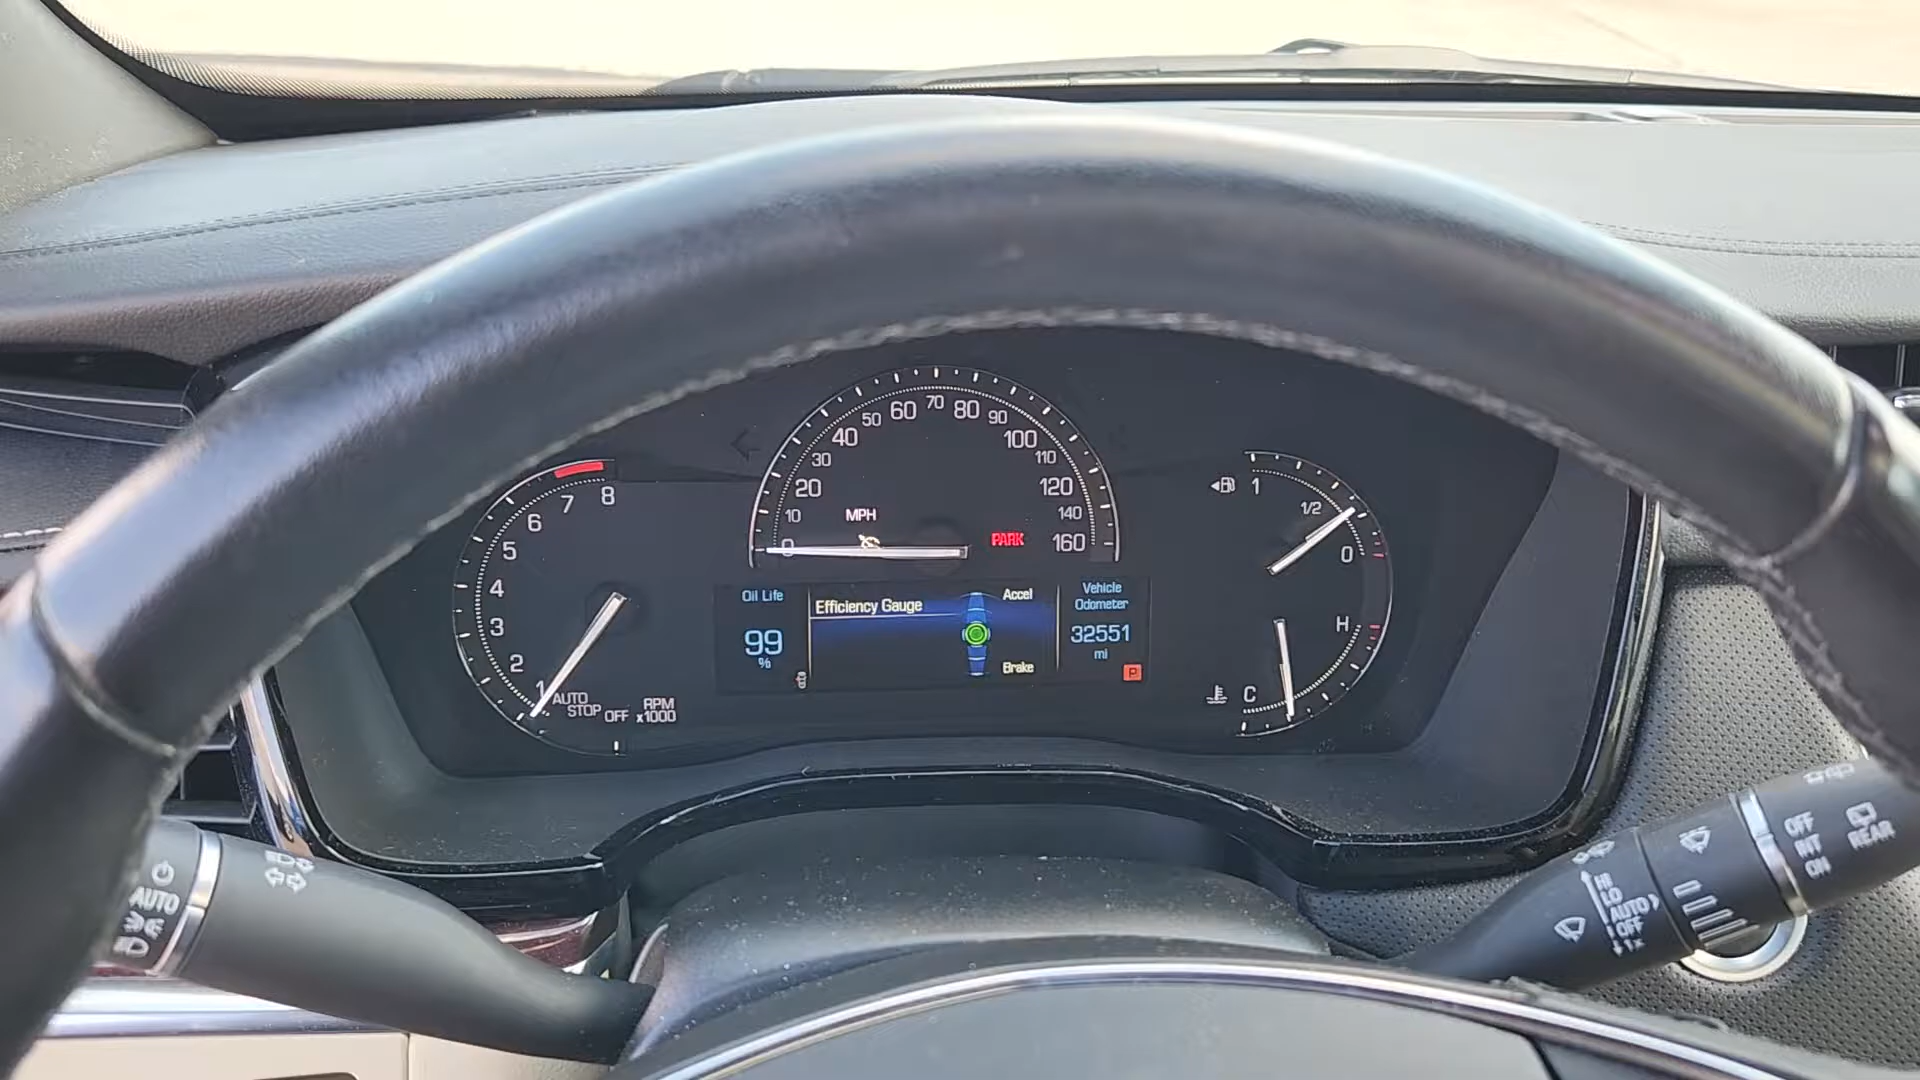 50 60 70 80 90
40 100
30 110
20 120
10 MPH 140
0 PARK 160
7 8
6
5
4
3
2
1 AUTO
STOP OFF RPM
x1000
Oil Life
99
%
Efficiency Gauge
Accel
Brake
Vehicle
Odometer
32551
mi
P
1
1/2
0
H
C
AUTO
HI
LO
AUTO
OFF
1x
OFF
INT
ON
REAR